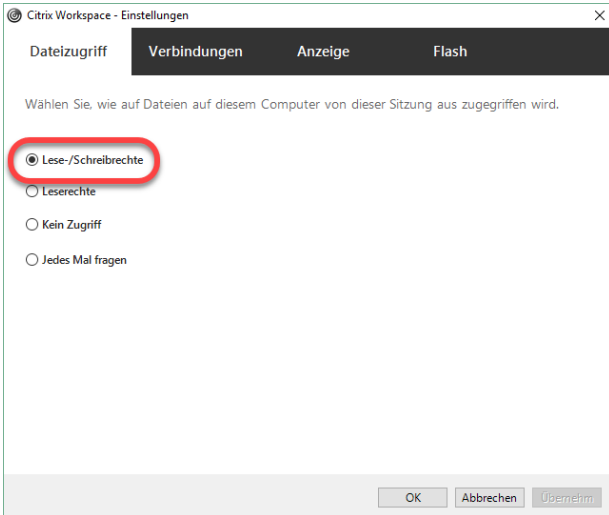 Citrix Workspace - Einstellungen
Dateizugriff Verbindungen Anzeige Flash
Wählen Sie, wie auf Dateien auf diesem Computer von dieser Sitzung aus zugegriffen wird.
Lese-/Schreibrechte
Leserechte
Kein Zugriff
Jedes Mal fragen
OK Abbrechen Übernehm